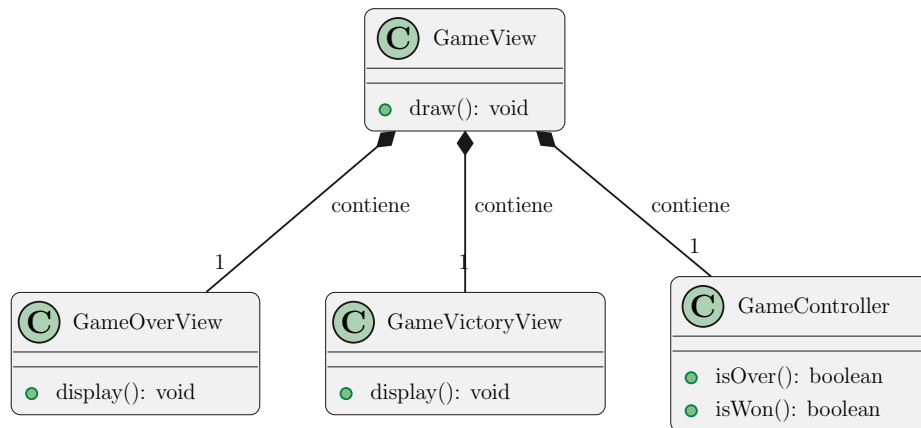 C GameView
draw(): void
contiene contiene contiene
1 1 1
C GameOverView
display(): void
C GameVictoryView
display(): void
C GameController
isOver(): boolean
isWon(): boolean